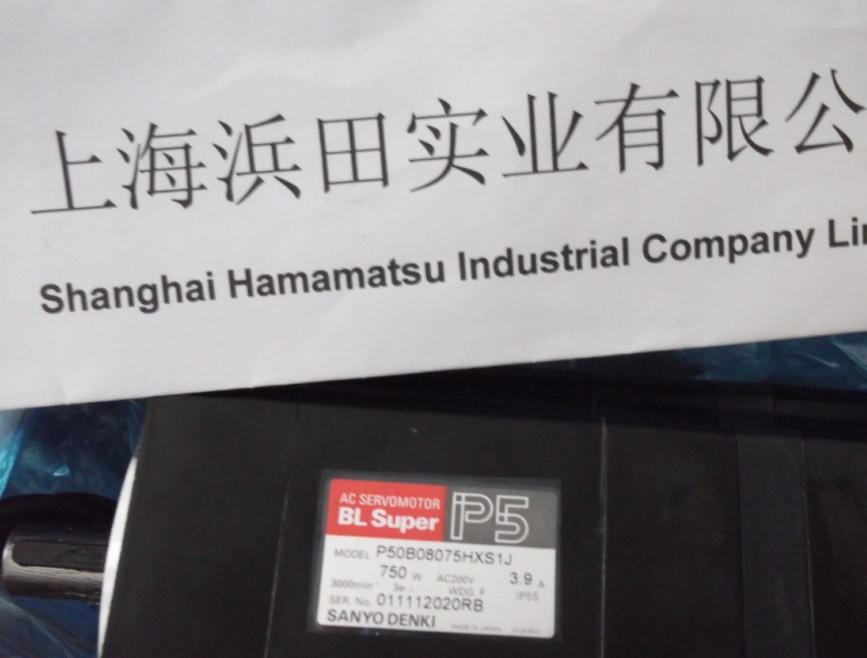 上海浜田实业有限公
Shanghai Hamamatsu Industrial Company Li
AC SERVOMOTOR
BL Super P5
MODEL P50B08075HXS1J
750 W AC200V 3.9 A
3000min⁻¹ WDG F IP55
SER. No. 011112020RB
SANYO DENKI MADE IN JAPAN